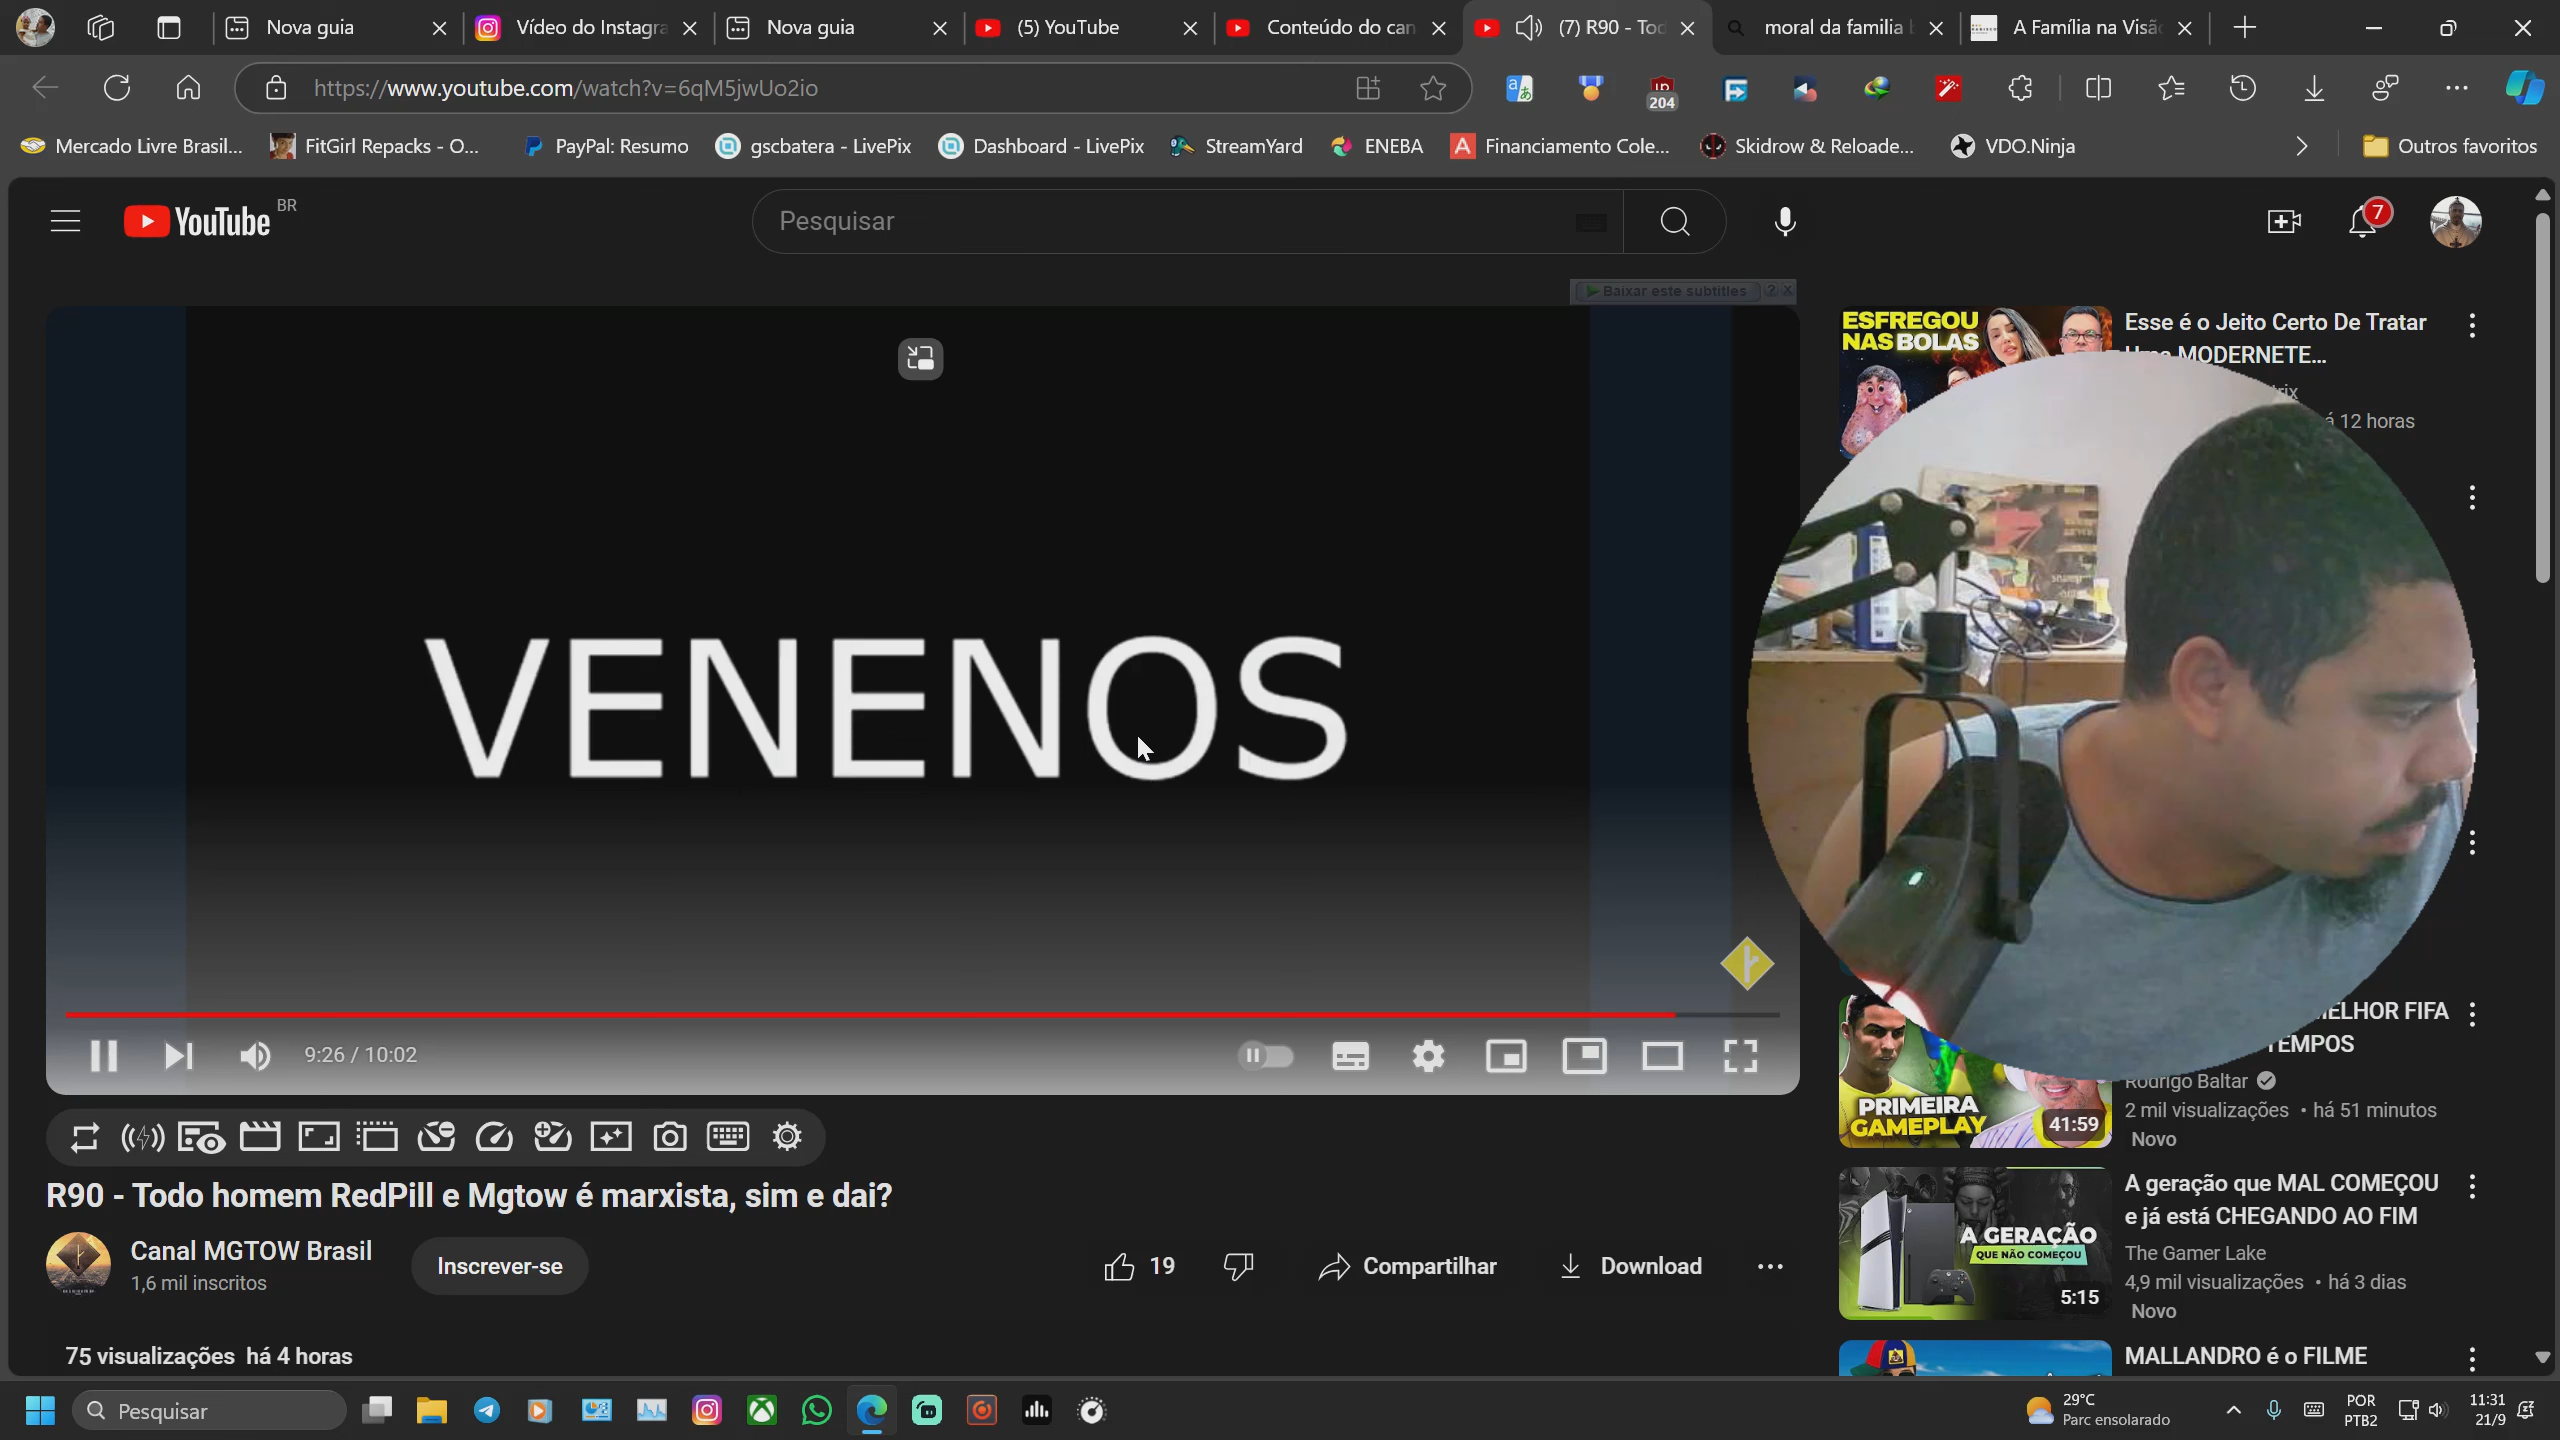 Nova guia
Vídeo do Instagra
Nova guia
(5) YouTube
Conteúdo do can
(7) R90 - Tod
moral da familia b
A Família na Visã
https://www.youtube.com/watch?v=6qM5jwUo2io
204
Mercado Livre Brasil...
FitGirl Repacks - O...
PayPal: Resumo
gscbatera - LivePix
Dashboard - LivePix
StreamYard
ENEBA
Financiamento Cole...
Skidrow & Reloade...
VDO.Ninja
Outros favoritos
YouTube BR
Pesquisar
7
Baixar este subtitles
VENENOS
9:26 / 10:02
R90 - Todo homem RedPill e Mgtow é marxista, sim e dai?
Canal MGTOW Brasil
1,6 mil inscritos
Inscrever-se
19
Compartilhar
Download
75 visualizações há 4 horas
ESFREGOU
NAS BOLAS
Esse é o Jeito Certo De Tratar
MODERNETE...
há 12 horas
PRIMEIRA
GAMEPLAY
41:59
MELHOR FIFA
TEMPOS
Rodrigo Baltar
2 mil visualizações • há 51 minutos
Novo
A GERAÇÃO
QUE NÃO COMEÇOU
5:15
A geração que MAL COMEÇOU
e já está CHEGANDO AO FIM
The Gamer Lake
4,9 mil visualizações • há 3 dias
Novo
MALLANDRO é o FILME
Pesquisar
29°C
Parc ensolarado
POR
PTB2
11:31
21/9